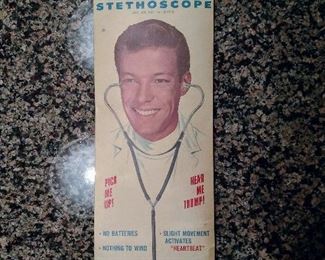 STETHOSCOPE
PICK
ME
UP!
HEAR
ME
THUMP!
• NO BATTERIES
• NOTHING TO WIND
• SLIGHT MOVEMENT
ACTIVATES
"HEARTBEAT"